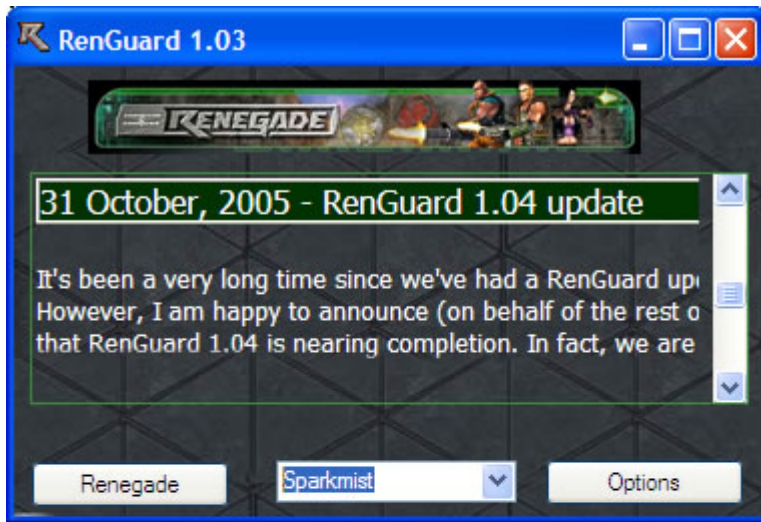 RenGuard 1.03
RENEGADE
31 October, 2005 - RenGuard 1.04 update
It's been a very long time since we've had a RenGuard
However, I am happy to announce (on behalf of the rest
that RenGuard 1.04 is nearing completion. In fact, we are
Renegade
Sparkmist
Options